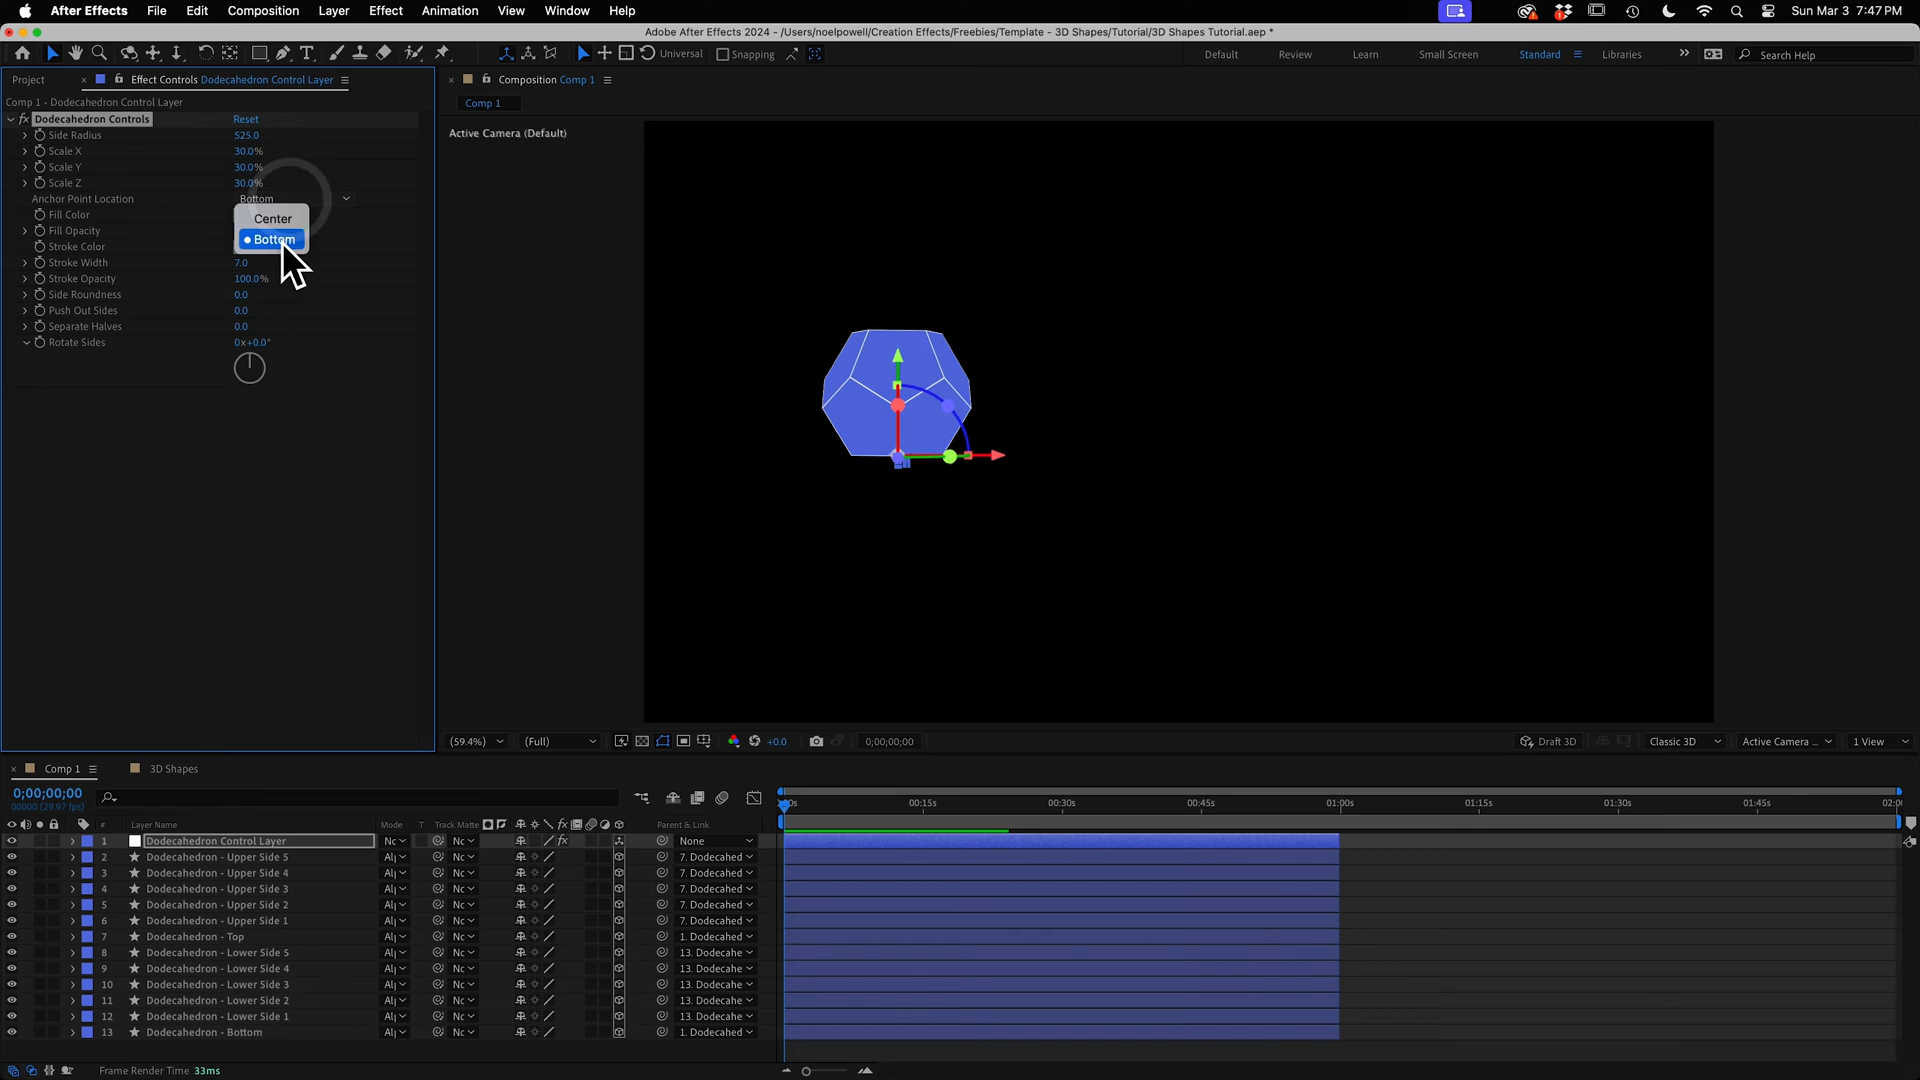 After Effects File Edit Composition Layer Effect Animation View Window Help Sun Mar 3 7:47 PM
Adobe After Effects 2024 - /Users/noelpowell/Creation Effects/Freebies/Template - 3D Shapes/Tutorial/3D Shapes Tutorial.aep *
Universal Snapping Default Review Learn Small Screen Standard Libraries Search Help
Project Effect Controls Dodecahedron Control Layer Composition Comp 1
Comp 1 • Dodecahedron Control Layer
Comp 1
fx Dodecahedron Controls Reset
Active Camera (Default)
Side Radius 525.0
Scale X 30.0%
Scale Y 30.0%
Scale Z 30.0%
Anchor Point Location Bottom
Fill Color
Center
Fill Opacity
Bottom
Stroke Color
Stroke Width 7.0
Stroke Opacity 100.0%
Side Roundness 0.0
Push Out Sides 0.0
Separate Halves 0.0
Rotate Sides 0x+0.0°
(59.4%) (Full) +0.0 0;00;00;00 Draft 3D Classic 3D Active Camera ... 1 View
Comp 1 3D Shapes
0;00;00;00
00000 (29.97 fps)
00:15s 00:30s 00:45s 01:00s 01:15s 01:30s 01:45s 02:0
# Layer Name Mode T Track Matte fx Parent & Link
1 Dodecahedron Control Layer Nc Nc fx None
2 Dodecahedron - Upper Side 5 Nc 7. Dodecahed
3 Dodecahedron - Upper Side 4 Nc 7. Dodecahed
4 Dodecahedron - Upper Side 3 Nc 7. Dodecahed
5 Dodecahedron - Upper Side 2 Nc 7. Dodecahed
6 Dodecahedron - Upper Side 1 Nc 7. Dodecahed
7 Dodecahedron - Top Nc 1. Dodecahed
8 Dodecahedron - Lower Side 5 Nc 13. Dodecahe
9 Dodecahedron - Lower Side 4 Nc 13. Dodecahe
10 Dodecahedron - Lower Side 3 Nc 13. Dodecahe
11 Dodecahedron - Lower Side 2 Nc 13. Dodecahe
12 Dodecahedron - Lower Side 1 Nc 13. Dodecahe
13 Dodecahedron - Bottom Nc 1. Dodecahed
Frame Render Time 33ms